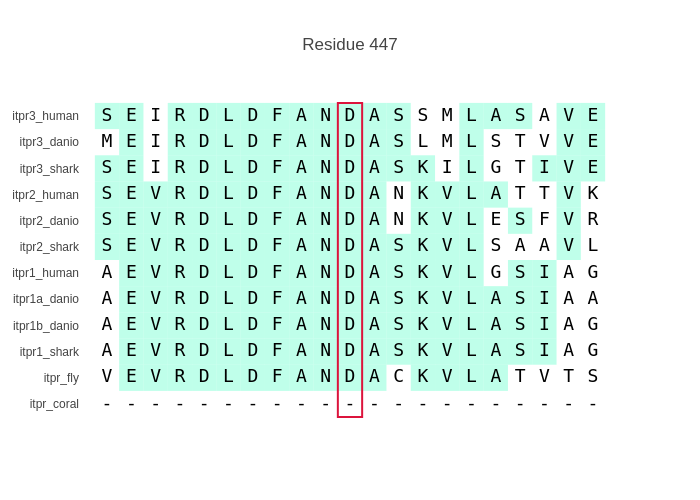 Residue 447
itpr3_human S E I R D L D F A N D A S S M L A S A V E
itpr3_danio M E I R D L D F A N D A S L M L S T V V E
itpr3_shark S E I R D L D F A N D A S K I L G T I V E
itpr2_human S E V R D L D F A N D A N K V L A T T V K
itpr2_danio S E V R D L D F A N D A N K V L E S F V R
itpr2_shark S E V R D L D F A N D A S K V L S A A V L
itpr1_human A E V R D L D F A N D A S K V L G S I A G
itpr1a_danio A E V R D L D F A N D A S K V L A S I A A
itpr1b_danio A E V R D L D F A N D A S K V L A S I A G
itpr1_shark A E V R D L D F A N D A S K V L A S I A G
itpr_fly V E V R D L D F A N D A C K V L A T V T S
itpr_coral - - - - - - - - - - - - - - - - - - - - -